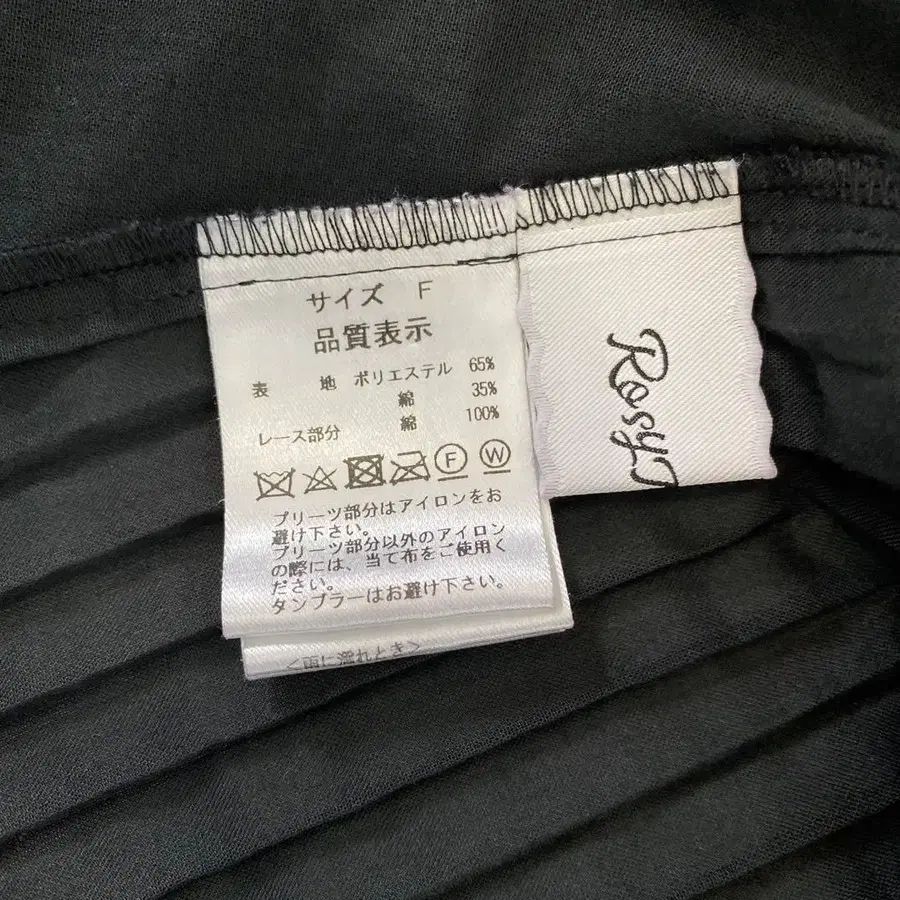 サイズ F
品質表示
表 地 ポリエステル 65%
綿 35%
レース部分 綿 100%
F W
プリーツ部分はアイロンをお
避け下さい。
プリーツ部分以外のアイロン
の際には、当て布をご使用く
ださい。
タンブラーはお避け下さい。
に濡れとき＞
Rosy